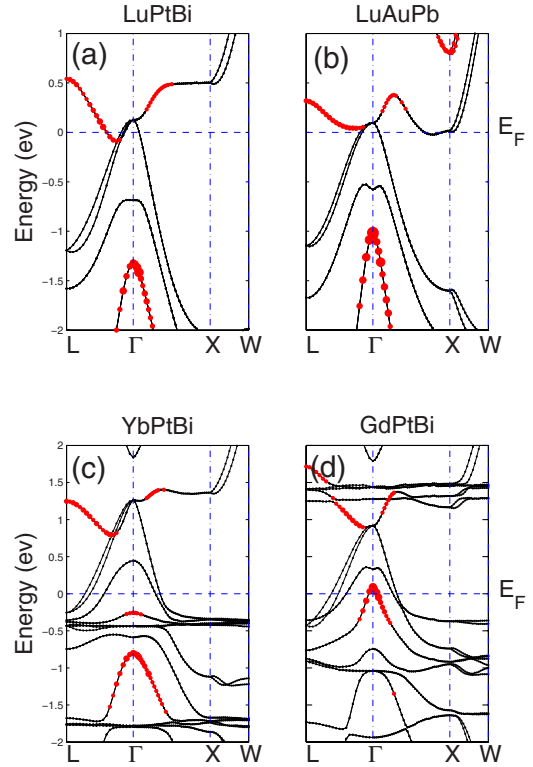 LuPtBi LuAuPb
(a) (b)
1
0.5
0
−0.5
−1
−1.5
−2
Energy (ev)
E_F
L Γ X W L Γ X W
YbPtBi GdPtBi
(c) (d)
2
1.5
1
0.5
0
−0.5
−1
−1.5
−2
Energy (ev)
E_F
L Γ X W L Γ X W